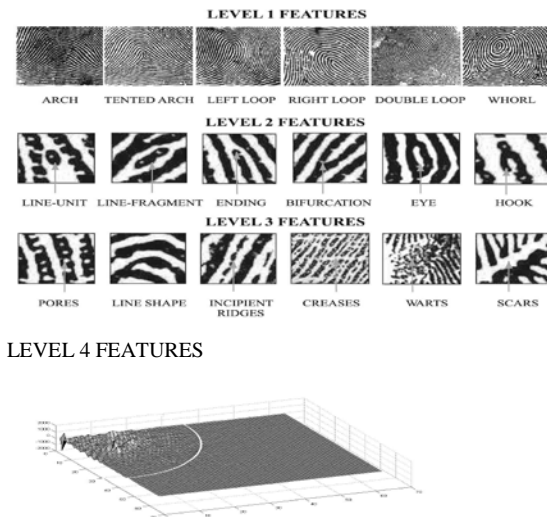 LEVEL 1 FEATURES
ARCH TENTED ARCH LEFT LOOP RIGHT LOOP DOUBLE LOOP WHORL
LEVEL 2 FEATURES
LINE-UNIT LINE-FRAGMENT ENDING BIFURCATION EYE HOOK
LEVEL 3 FEATURES
PORES LINE SHAPE INCIPIENT RIDGES CREASES WARTS SCARS
LEVEL 4 FEATURES